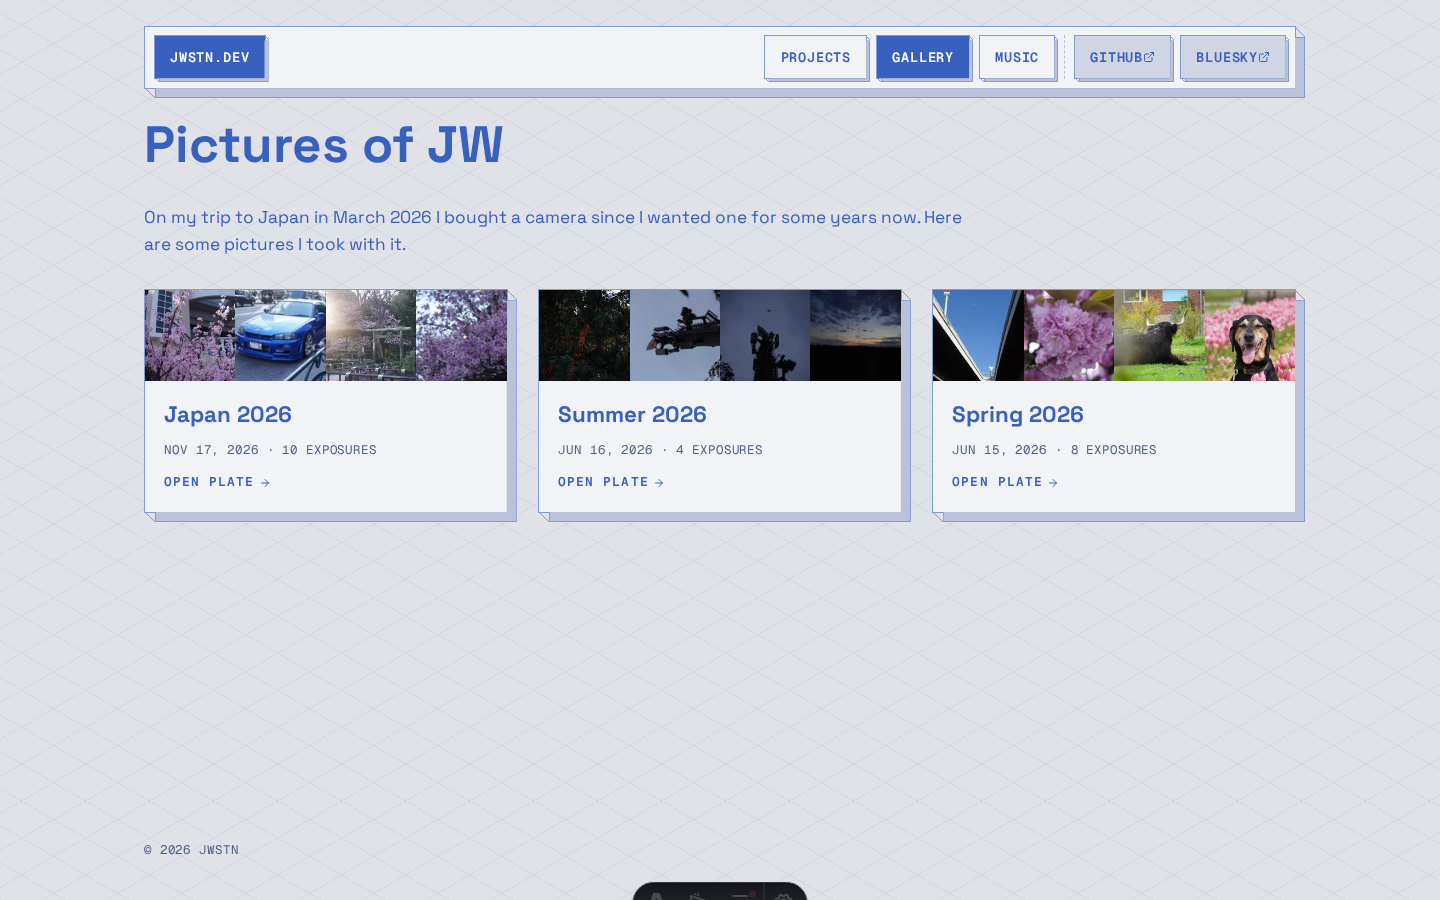 JWSTN.DEV
PROJECTS
GALLERY
MUSIC
GITHUB
BLUESKY
Pictures of JW
On my trip to Japan in March 2026 I bought a camera since I wanted one for some years now. Here
are some pictures I took with it.
Japan 2026
NOV 17, 2026 · 10 EXPOSURES
OPEN PLATE →
Summer 2026
JUN 16, 2026 · 4 EXPOSURES
OPEN PLATE →
Spring 2026
JUN 15, 2026 · 8 EXPOSURES
OPEN PLATE →
© 2026 JWSTN